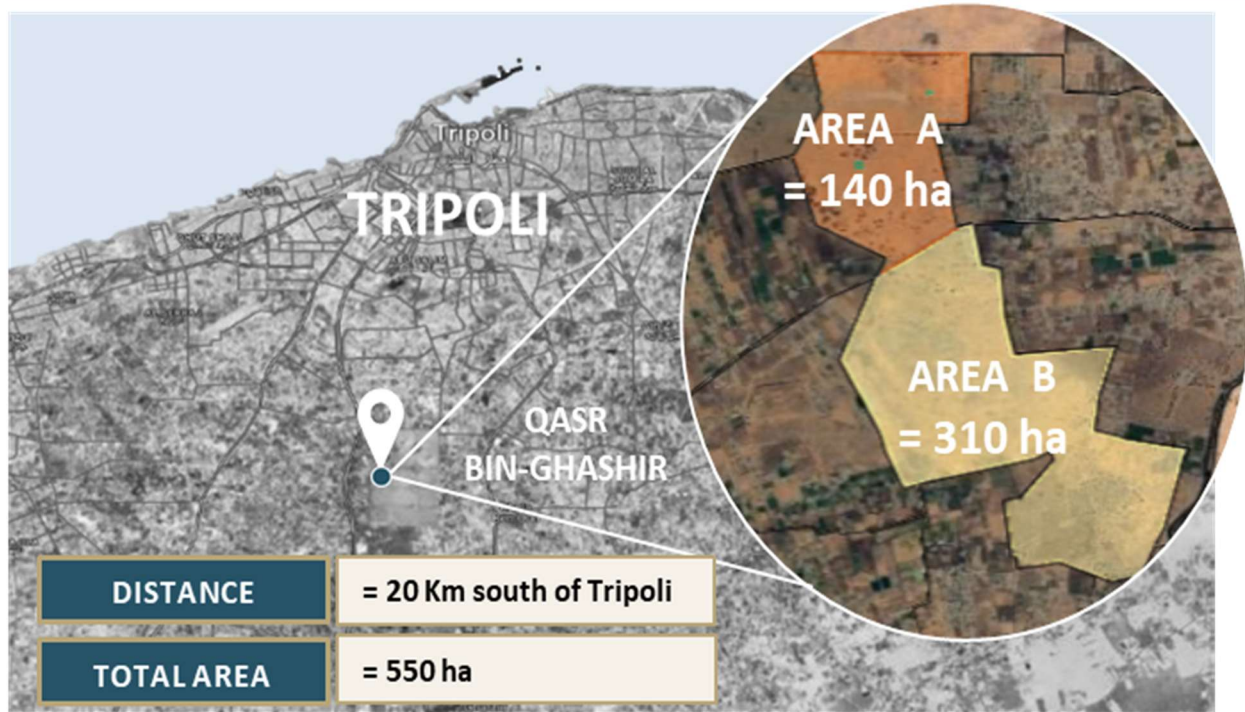 Tripoli
TRIPOLI
AREA A
= 140 ha
AREA B
= 310 ha
QASR
BIN-GHASHIR
DISTANCE
= 20 Km south of Tripoli
TOTAL AREA
= 550 ha